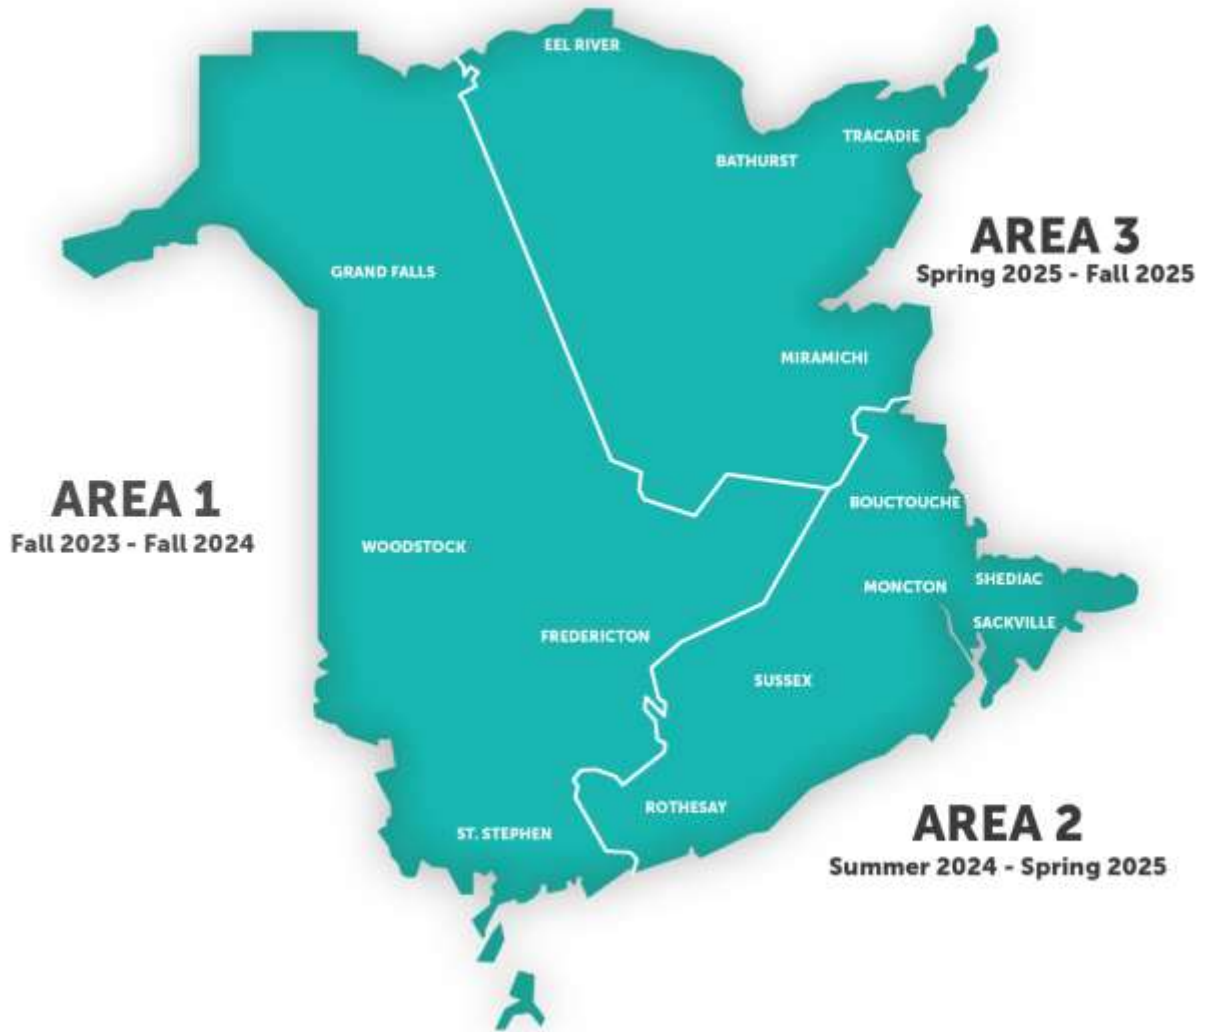 EEL RIVER
TRACADIE
BATHURST
AREA 3
Spring 2025 - Fall 2025
GRAND FALLS
MIRAMICHI
AREA 1
Fall 2023 - Fall 2024
BOUCTOUCHE
WOODSTOCK
SHEDIAC
MONCTON
SACKVILLE
FREDERICTON
SUSSEX
ROTHESAY
AREA 2
Summer 2024 - Spring 2025
ST. STEPHEN